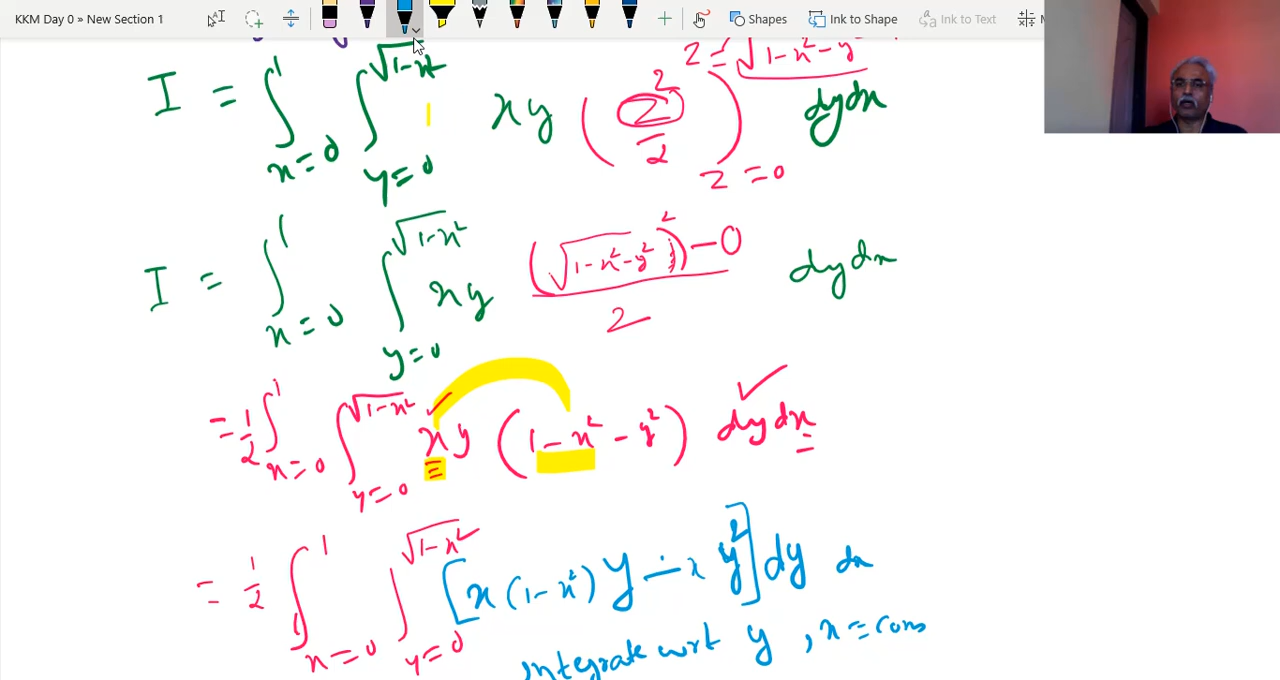 KKM Day 0 » New Section 1
Shapes Ink to Shape Ink to Text
I = ∫_{x=0}^{1} ∫_{y=0}^{√1-x²} xy (z²/2)_{z=0}^{z=√1-x²-y²} dy dx
I = ∫_{x=0}^{1} ∫_{y=0}^{√1-x²} xy ((√1-x²-y²)² - 0)/2 dy dx
= 1/2 ∫_{x=0}^{1} ∫_{y=0}^{√1-x²} xy (1-x²-y²) dy dx
= 1/2 ∫_{x=0}^{1} ∫_{y=0}^{√1-x²} [x(1-x²) y - x y²] dy dx
integrate wrt y , x = cons